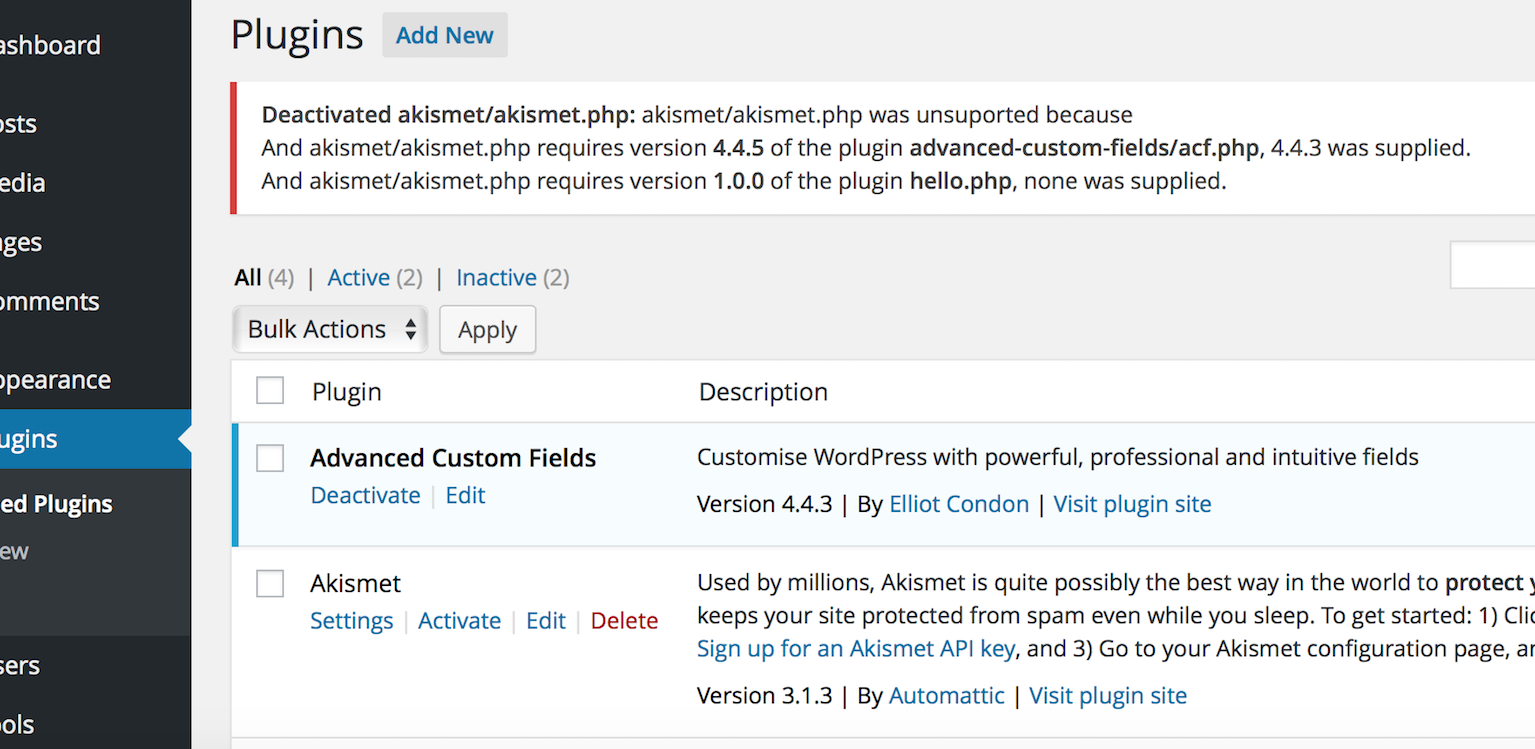 ashboard
osts
edia
ages
omments
ppearance
ugins
ed Plugins
ew
sers
ools
Plugins Add New
Deactivated akismet/akismet.php: akismet/akismet.php was unsuported because
And akismet/akismet.php requires version 4.4.5 of the plugin advanced-custom-fields/acf.php, 4.4.3 was supplied.
And akismet/akismet.php requires version 1.0.0 of the plugin hello.php, none was supplied.
All (4) | Active (2) | Inactive (2)
Bulk Actions Apply
Plugin Description
Advanced Custom Fields Customise WordPress with powerful, professional and intuitive fields
Deactivate | Edit Version 4.4.3 | By Elliot Condon | Visit plugin site
Akismet Used by millions, Akismet is quite possibly the best way in the world to protect y
Settings | Activate | Edit | Delete keeps your site protected from spam even while you sleep. To get started: 1) Clic
Sign up for an Akismet API key, and 3) Go to your Akismet configuration page, an
Version 3.1.3 | By Automattic | Visit plugin site